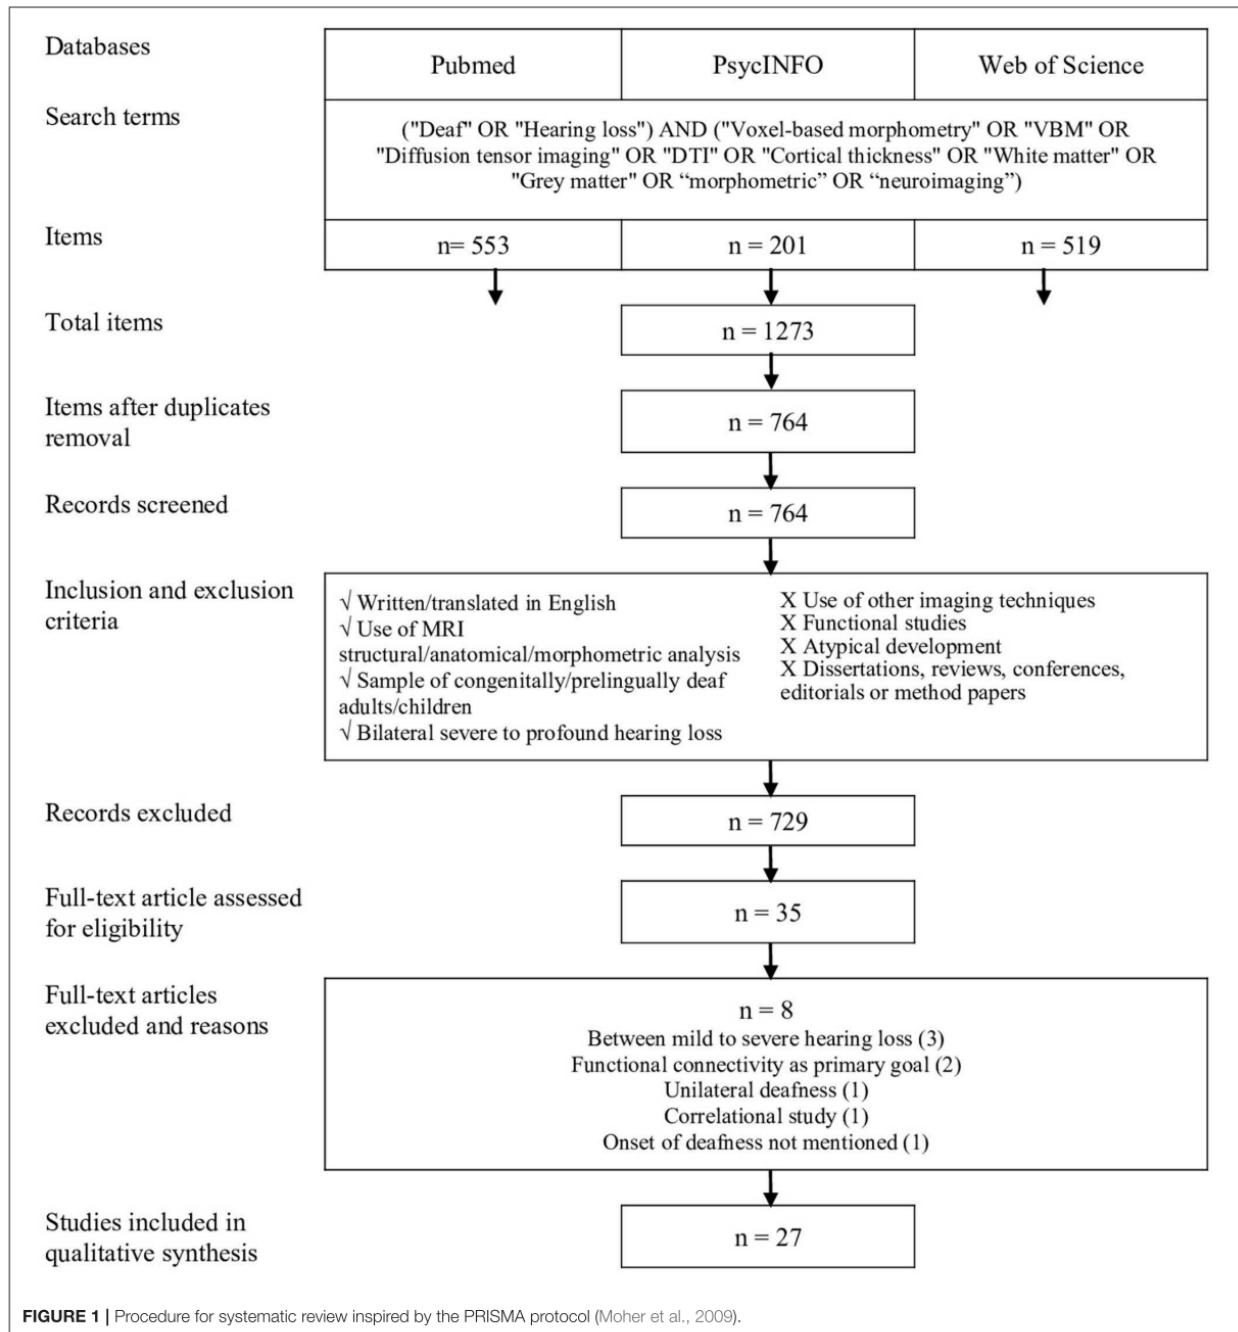 Databases
Pubmed
PsycINFO
Web of Science
Search terms
("Deaf" OR "Hearing loss") AND ("Voxel-based morphometry" OR "VBM" OR
"Diffusion tensor imaging" OR "DTI" OR "Cortical thickness" OR "White matter" OR
"Grey matter" OR “morphometric” OR “neuroimaging”)
Items
n= 553
n = 201
n = 519
Total items
n = 1273
Items after duplicates
removal
n = 764
Records screened
n = 764
Inclusion and exclusion
criteria
√ Written/translated in English
√ Use of MRI
structural/anatomical/morphometric analysis
√ Sample of congenitally/prelingually deaf
adults/children
√ Bilateral severe to profound hearing loss
X Use of other imaging techniques
X Functional studies
X Atypical development
X Dissertations, reviews, conferences,
editorials or method papers
Records excluded
n = 729
Full-text article assessed
for eligibility
n = 35
Full-text articles
excluded and reasons
n = 8
Between mild to severe hearing loss (3)
Functional connectivity as primary goal (2)
Unilateral deafness (1)
Correlational study (1)
Onset of deafness not mentioned (1)
Studies included in
qualitative synthesis
n = 27
FIGURE 1 | Procedure for systematic review inspired by the PRISMA protocol (Moher et al., 2009).